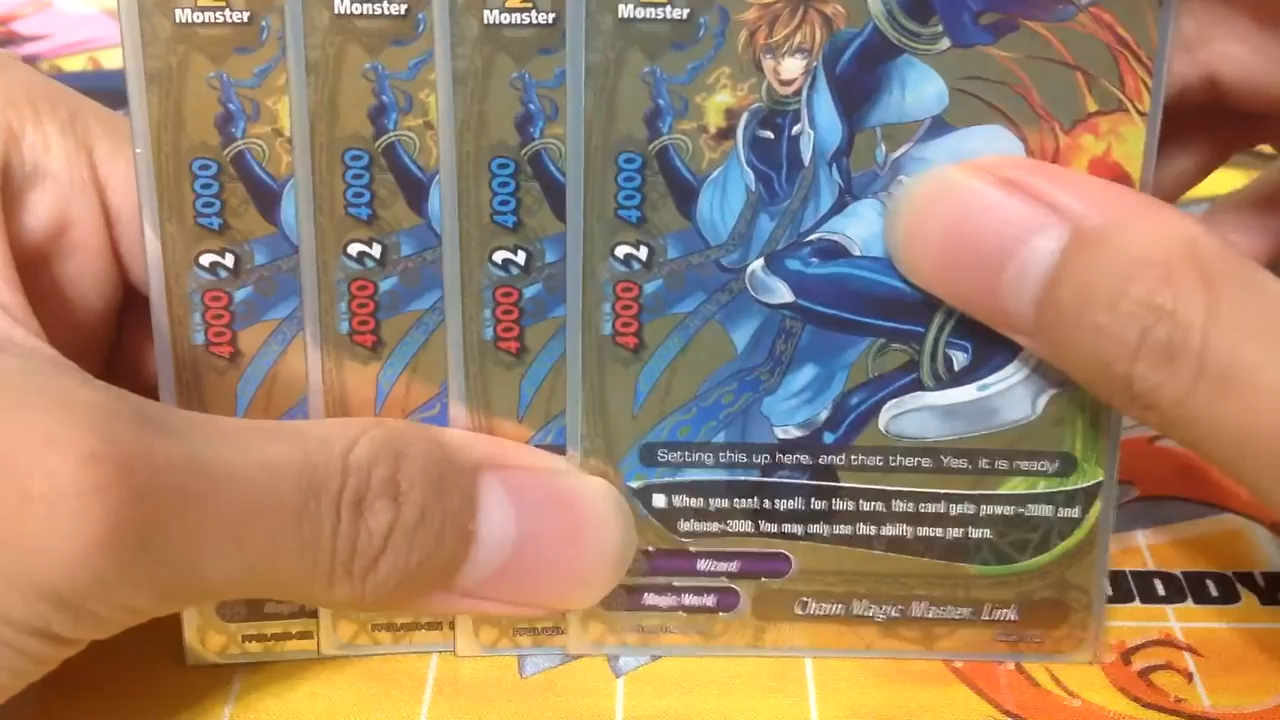 Monster
Monster
Monster
Monster
4000
2
4000
4000
2
4000
4000
2
4000
4000
2
4000
Setting this up here, and that there. Yes, it is ready!
When you cast a spell, for this turn, this card gets power+2000 and
defense+2000. You may only use this ability once per turn.
Wizard
Magic World
Chain Magic Master, Link
UDDY